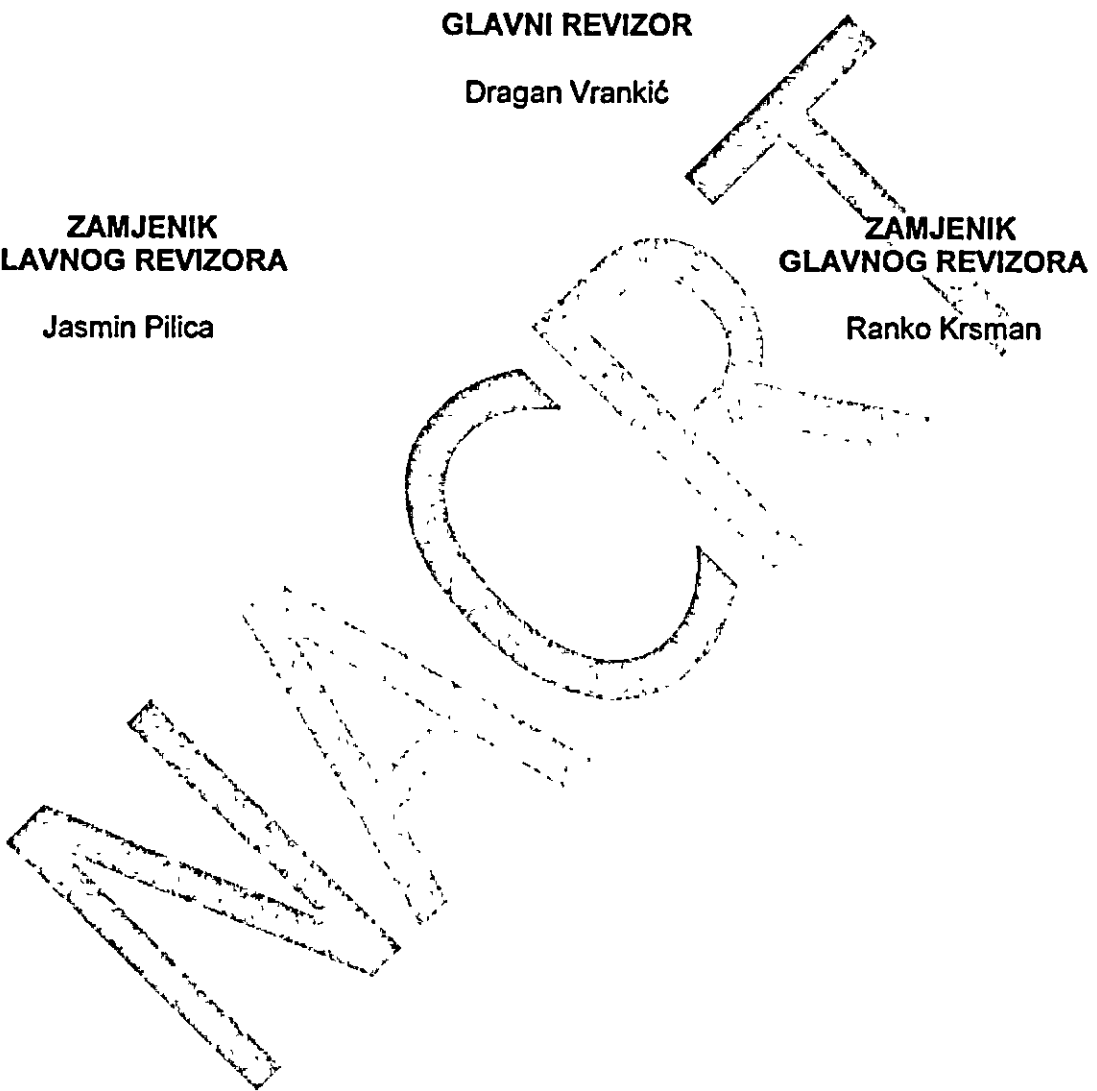 GLAVNI REVIZOR
Dragan Vrankić
ZAMJENIK
LAVNOG REVIZORA
Jasmin Pilica
ZAMJENIK
GLAVNOG REVIZORA
Ranko Krsman
NACRT